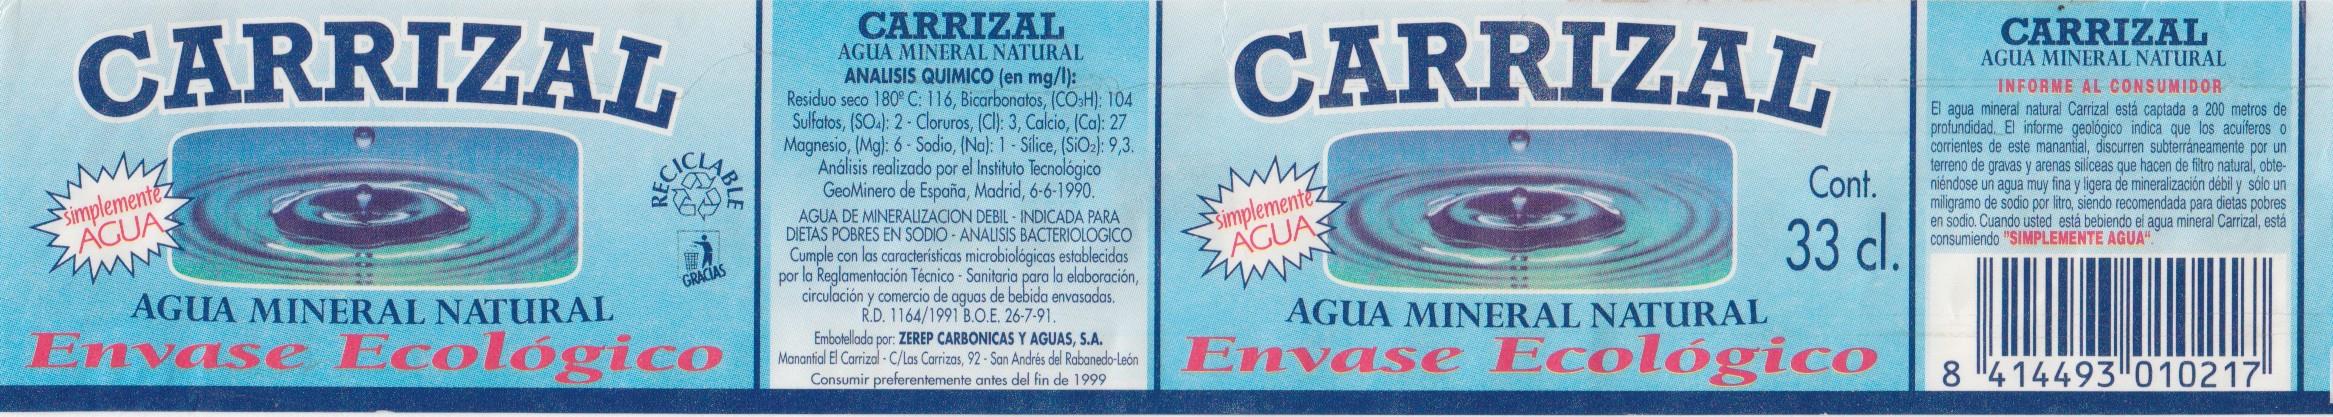 CARRIZAL
simplemente
AGUA
RECICLABLE
GRACIAS
AGUA MINERAL NATURAL
Envase Ecológico
CARRIZAL
AGUA MINERAL NATURAL
ANALISIS QUIMICO (en mg/l):
Residuo seco 180º C: 116, Bicarbonatos, (CO₃H): 104
Sulfatos, (SO₄): 2 - Cloruros, (Cl): 3, Calcio, (Ca): 27
Magnesio, (Mg): 6 - Sodio, (Na): 1 - Sílice, (SiO₂): 9,3.
Análisis realizado por el Instituto Tecnológico
GeoMinero de España, Madrid, 6-6-1990.
AGUA DE MINERALIZACION DEBIL - INDICADA PARA
DIETAS POBRES EN SODIO - ANALISIS BACTERIOLOGICO
Cumple con las características microbiológicas establecidas
por la Reglamentación Técnico - Sanitaria para la elaboración,
circulación y comercio de aguas de bebida envasadas.
R.D. 1164/1991 B.O.E. 26-7-91.
Embotellada por: ZEREP CARBONICAS Y AGUAS, S.A.
Manantial El Carrizal - C/Las Carrizas, 92 - San Andrés del Rabanedo-León
Consumir preferentemente antes del fin de 1999
CARRIZAL
simplemente
AGUA
Cont.
33 cl.
AGUA MINERAL NATURAL
Envase Ecológico
CARRIZAL
AGUA MINERAL NATURAL
INFORME AL CONSUMIDOR
El agua mineral natural Carrizal está captada a 200 metros de
profundidad. El informe geológico indica que los acuíferos o
corrientes de este manantial, discurren subterráneamente por un
terreno de gravas y arenas silíceas que hacen de filtro natural, obte-
niéndose un agua muy fina y ligera de mineralización débil y sólo un
miligramo de sodio por litro, siendo recomendada para dietas pobres
en sodio. Cuando usted está bebiendo el agua mineral Carrizal, está
consumiendo "SIMPLEMENTE AGUA".
8 414493 010217